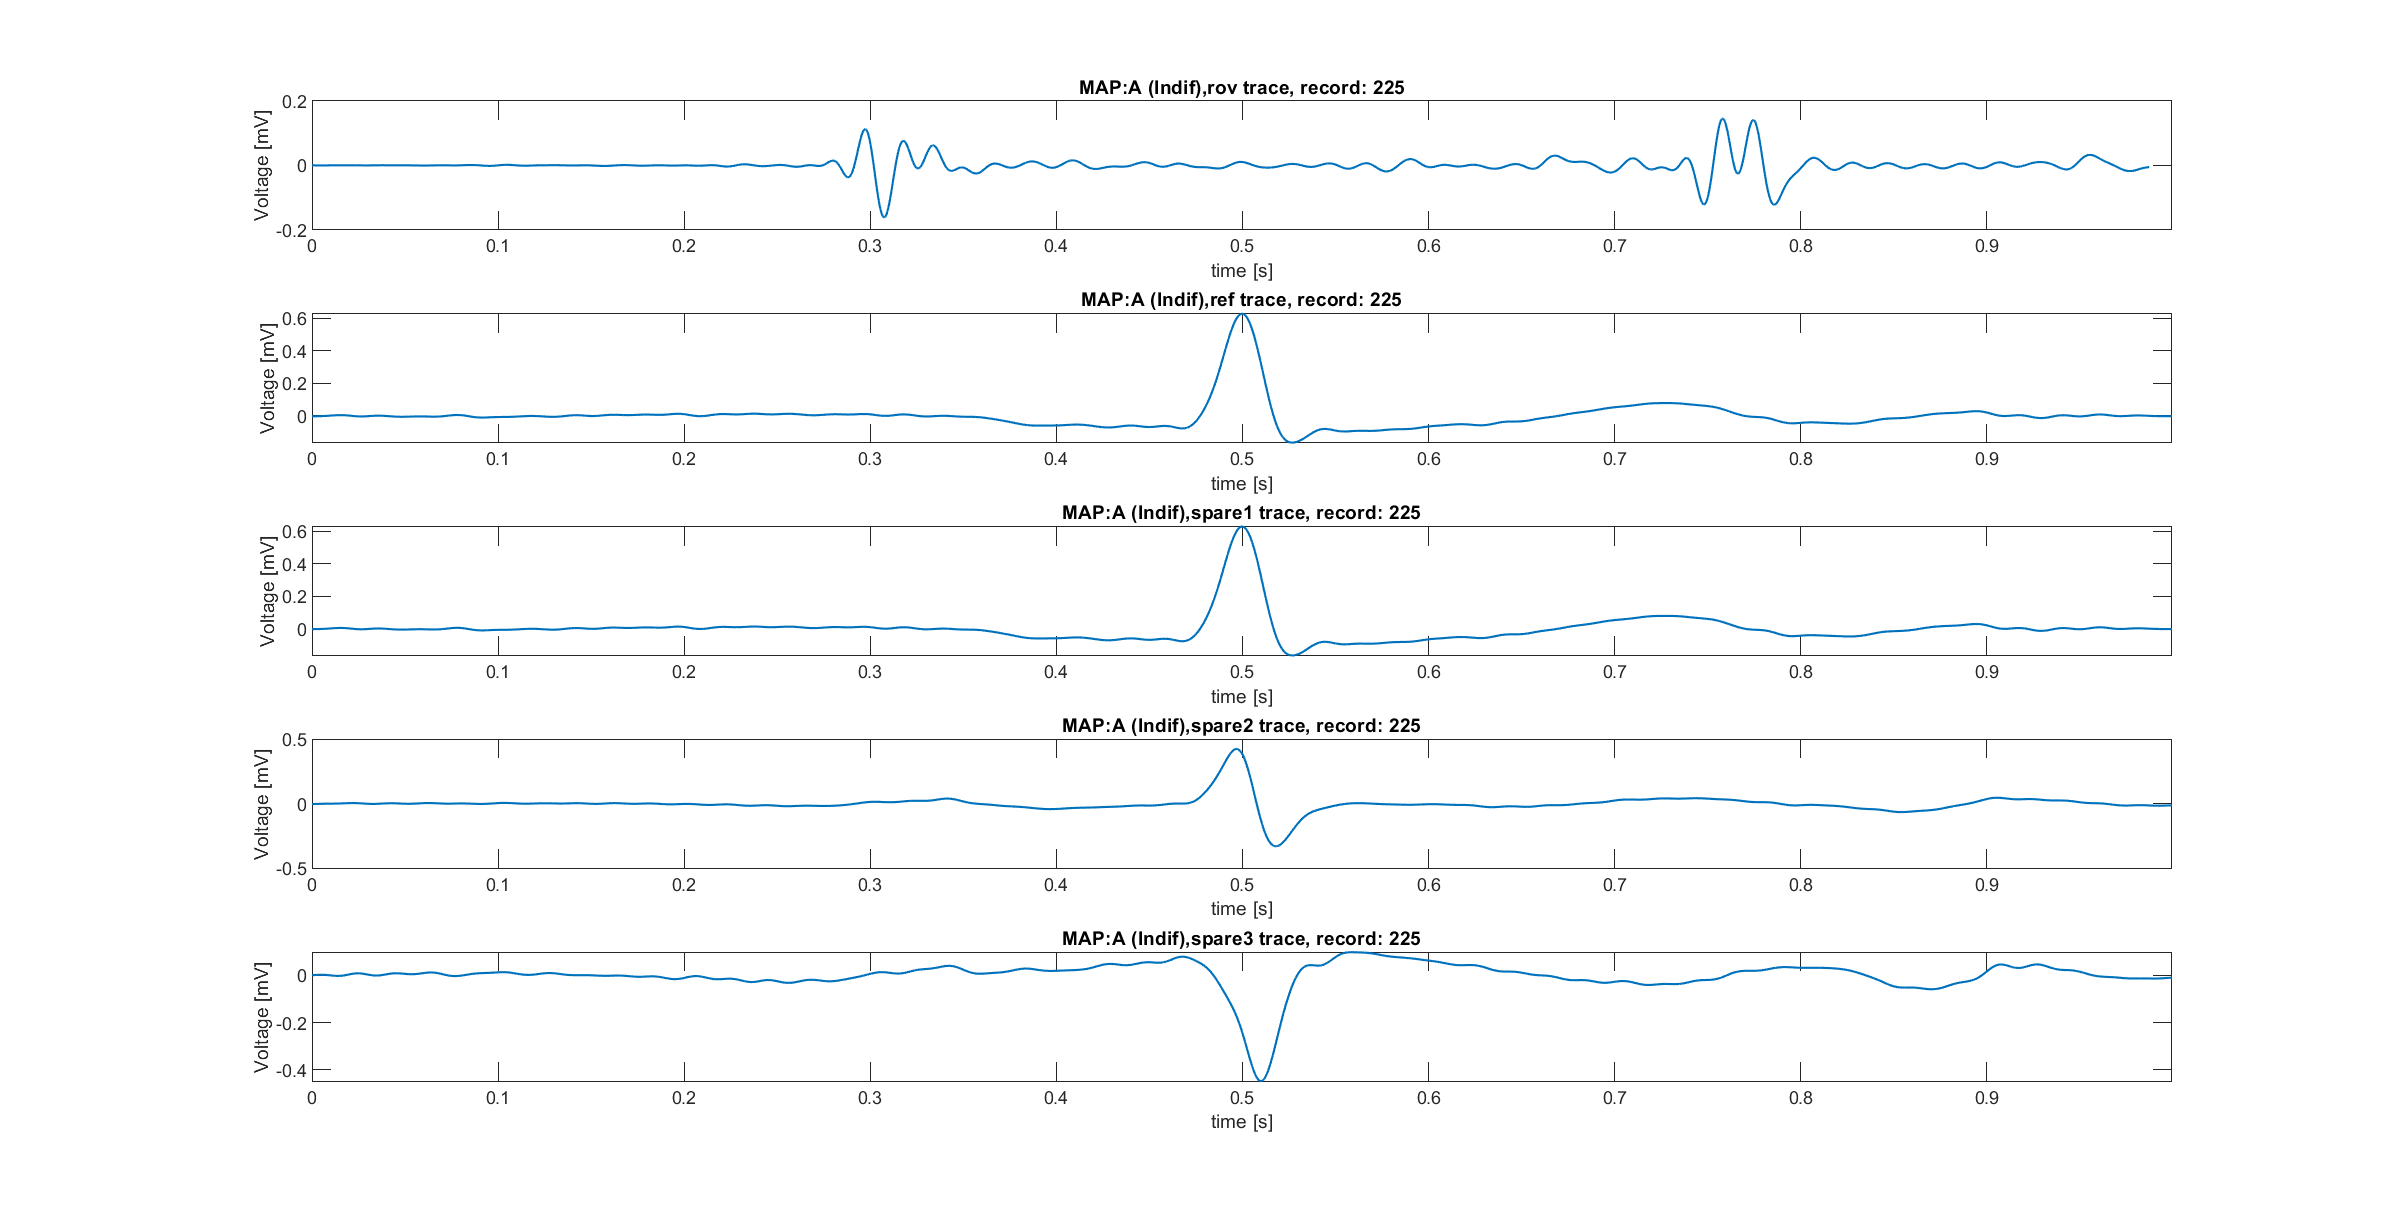 MAP:A (Indif),rov trace, record: 225
Voltage [mV]
0.2
0
-0.2
0 0.1 0.2 0.3 0.4 0.5 0.6 0.7 0.8 0.9
time [s]
MAP:A (Indif),ref trace, record: 225
Voltage [mV]
0.6
0.4
0.2
0
0 0.1 0.2 0.3 0.4 0.5 0.6 0.7 0.8 0.9
time [s]
MAP:A (Indif),spare1 trace, record: 225
Voltage [mV]
0.6
0.4
0.2
0
0 0.1 0.2 0.3 0.4 0.5 0.6 0.7 0.8 0.9
time [s]
MAP:A (Indif),spare2 trace, record: 225
Voltage [mV]
0.5
0
-0.5
0 0.1 0.2 0.3 0.4 0.5 0.6 0.7 0.8 0.9
time [s]
MAP:A (Indif),spare3 trace, record: 225
Voltage [mV]
0
-0.2
-0.4
0 0.1 0.2 0.3 0.4 0.5 0.6 0.7 0.8 0.9
time [s]